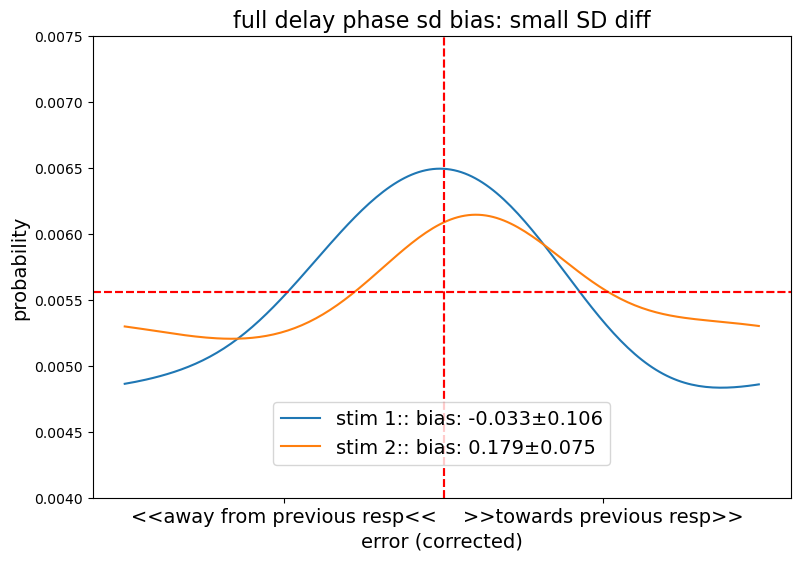 full delay phase sd bias: small SD diff
0.0075
0.0070
0.0065
0.0060
0.0055
0.0050
0.0045
0.0040
probability
stim 1:: bias: -0.033±0.106
stim 2:: bias: 0.179±0.075
<<away from previous resp<<
>>towards previous resp>>
error (corrected)